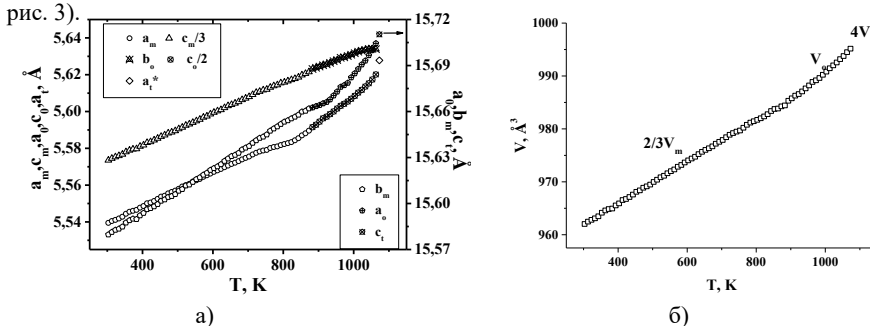 рис. 3).
5,64
5,62
5,60
5,58
5,56
5,54
a_m,c_m,a_0,c_0,a_t, Å
a_m c_m/3
b_o c_o/2
a_t*
15,72
15,69
15,66
15,63
15,60
15,57
a_0,b_m,c_t, Å
b_m
a_o
c_t
400 600 800 1000
T, K
а)
1000
990
980
970
960
V, Å³
2/3V_m
V_o
4V
400 600 800 1000
T, K
б)